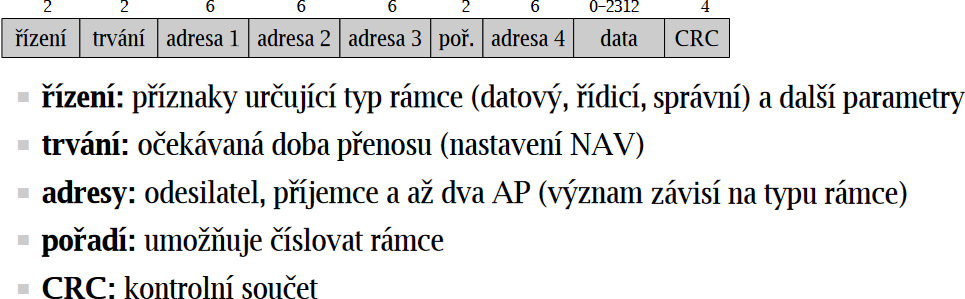 2 2 6 6 6 2 6 0–2312 4
řízení trvání adresa 1 adresa 2 adresa 3 poř. adresa 4 data CRC
řízení: příznaky určující typ rámce (datový, řídicí, správní) a další parametry
trvání: očekávaná doba přenosu (nastavení NAV)
adresy: odesilatel, příjemce a až dva AP (význam závisí na typu rámce)
pořadí: umožňuje číslovat rámce
CRC: kontrolní součet